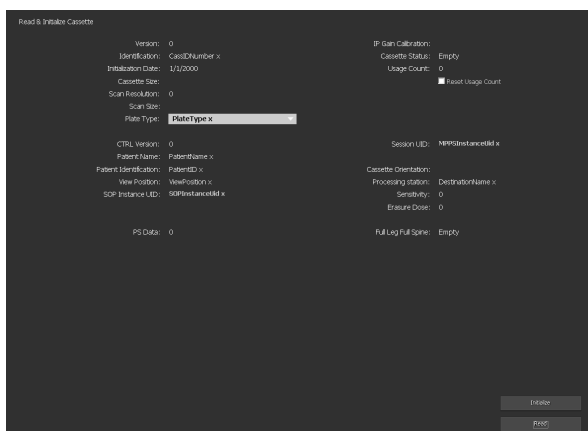 Read & Initialize Cassette
Version: 0
IP Gain Calibration:
Identification: CassIDNumber x
Cassette Status: Empty
Initialization Date: 1/1/2000
Usage Count: 0
Cassette Size:
Reset Usage Count
Scan Resolution: 0
Scan Size:
Plate Type: PlateType x
CTRL Version: 0
Session UID: MPPSInstanceUid x
Patient Name: PatientName x
Patient Identification: PatientID x
Cassette Orientation:
View Position: ViewPosition x
Processing station: DestinationName x
SOP Instance UID: SOPInstanceUid x
Sensitivity: 0
Erasure Dose: 0
PS Data: 0
Full Leg Full Spine: Empty
Initialize
Read